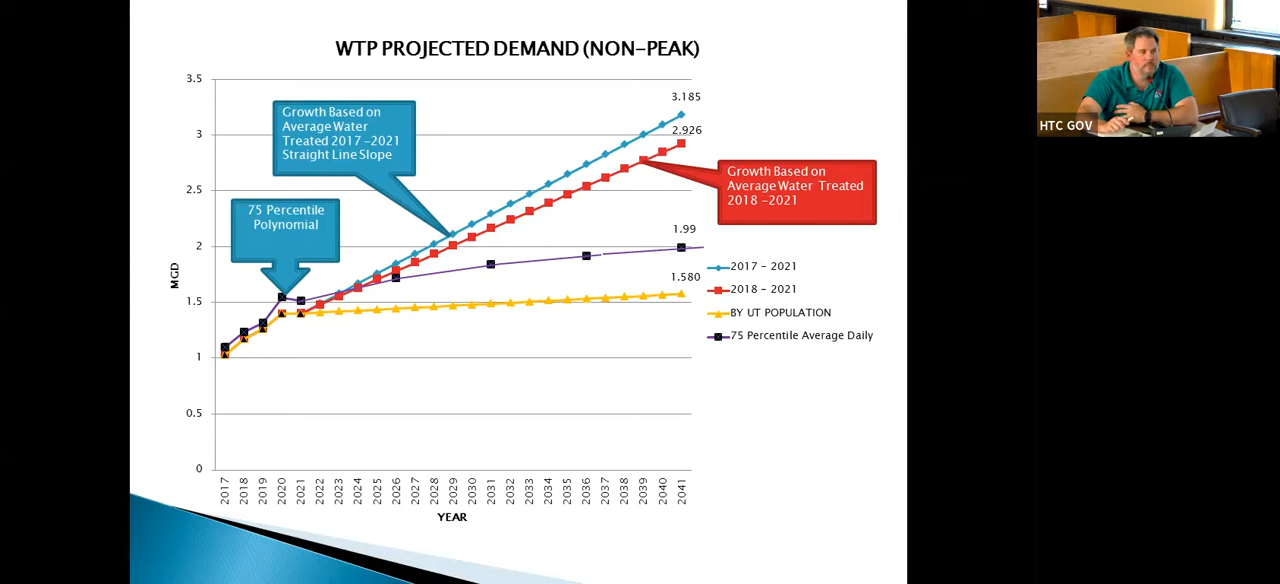 WTP PROJECTED DEMAND (NON-PEAK)
3.5
3
2.5
2
1.5
1
0.5
0
MGD
Growth Based on
Average Water
Treated 2017 -2021
Straight Line Slope
75 Percentile
Polynomial
3.185
2.926
1.99
1.580
Growth Based on
Average Water Treated
2018 -2021
2017 - 2021
2018 - 2021
BY UT POPULATION
75 Percentile Average Daily
2017
2018
2019
2020
2021
2022
2023
2024
2025
2026
2027
2028
2029
2030
2031
2032
2033
2034
2035
2036
2037
2038
2039
2040
2041
YEAR
HTC GOV